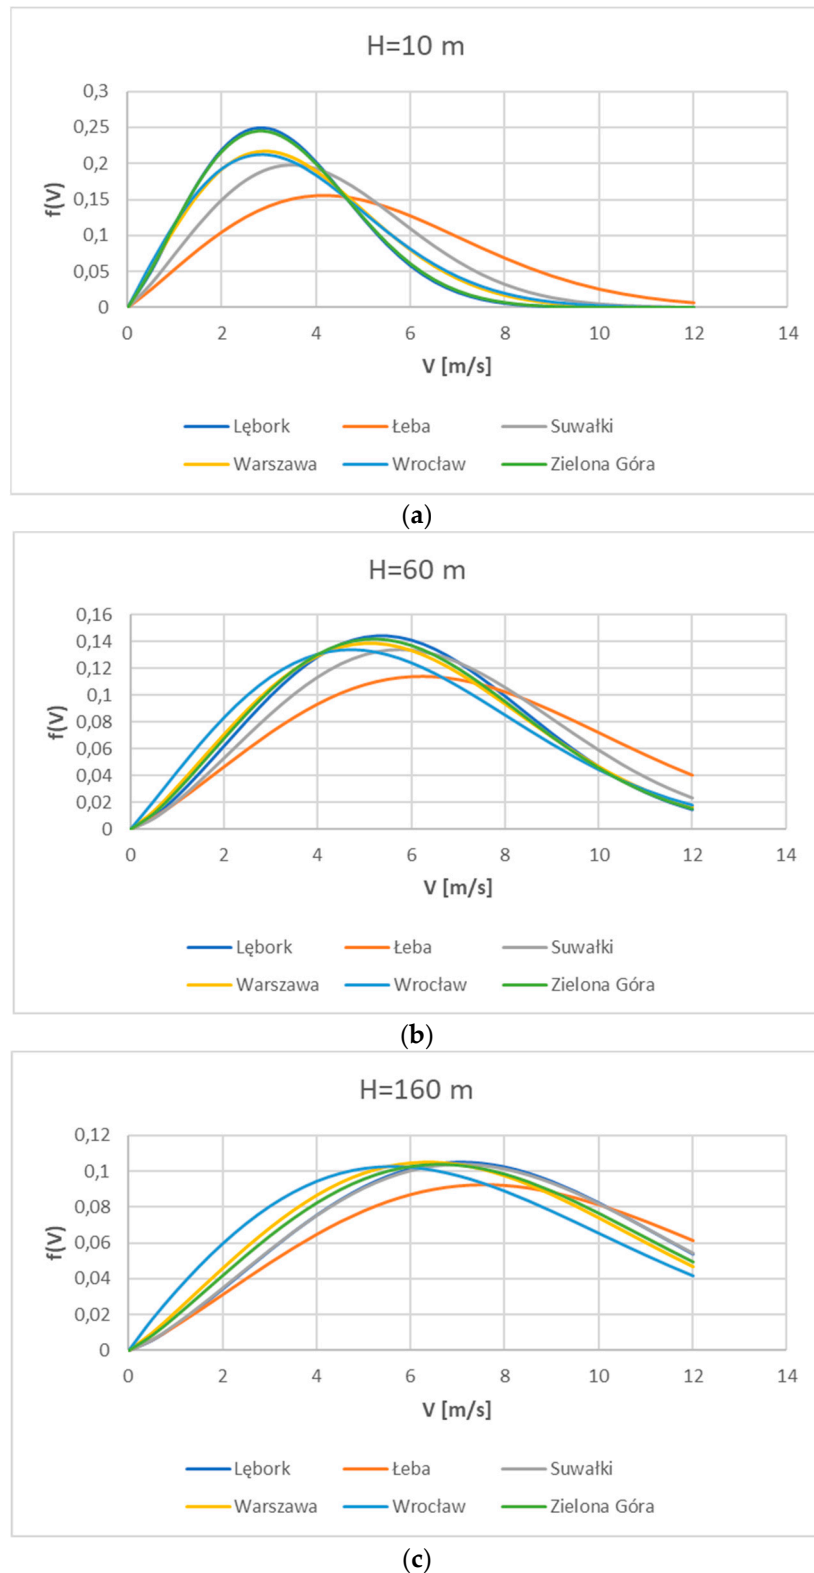 H=10 m
0,3
0,25
0,2
0,15
0,1
0,05
0
f(V)
0 2 4 6 8 10 12 14
V [m/s]
Lębork Łeba Suwałki
Warszawa Wrocław Zielona Góra
(a)
H=60 m
0,16
0,14
0,12
0,1
0,08
0,06
0,04
0,02
0
f(V)
0 2 4 6 8 10 12 14
V [m/s]
Lębork Łeba Suwałki
Warszawa Wrocław Zielona Góra
(b)
H=160 m
0,12
0,1
0,08
0,06
0,04
0,02
0
f(V)
0 2 4 6 8 10 12 14
V [m/s]
Lębork Łeba Suwałki
Warszawa Wrocław Zielona Góra
(c)